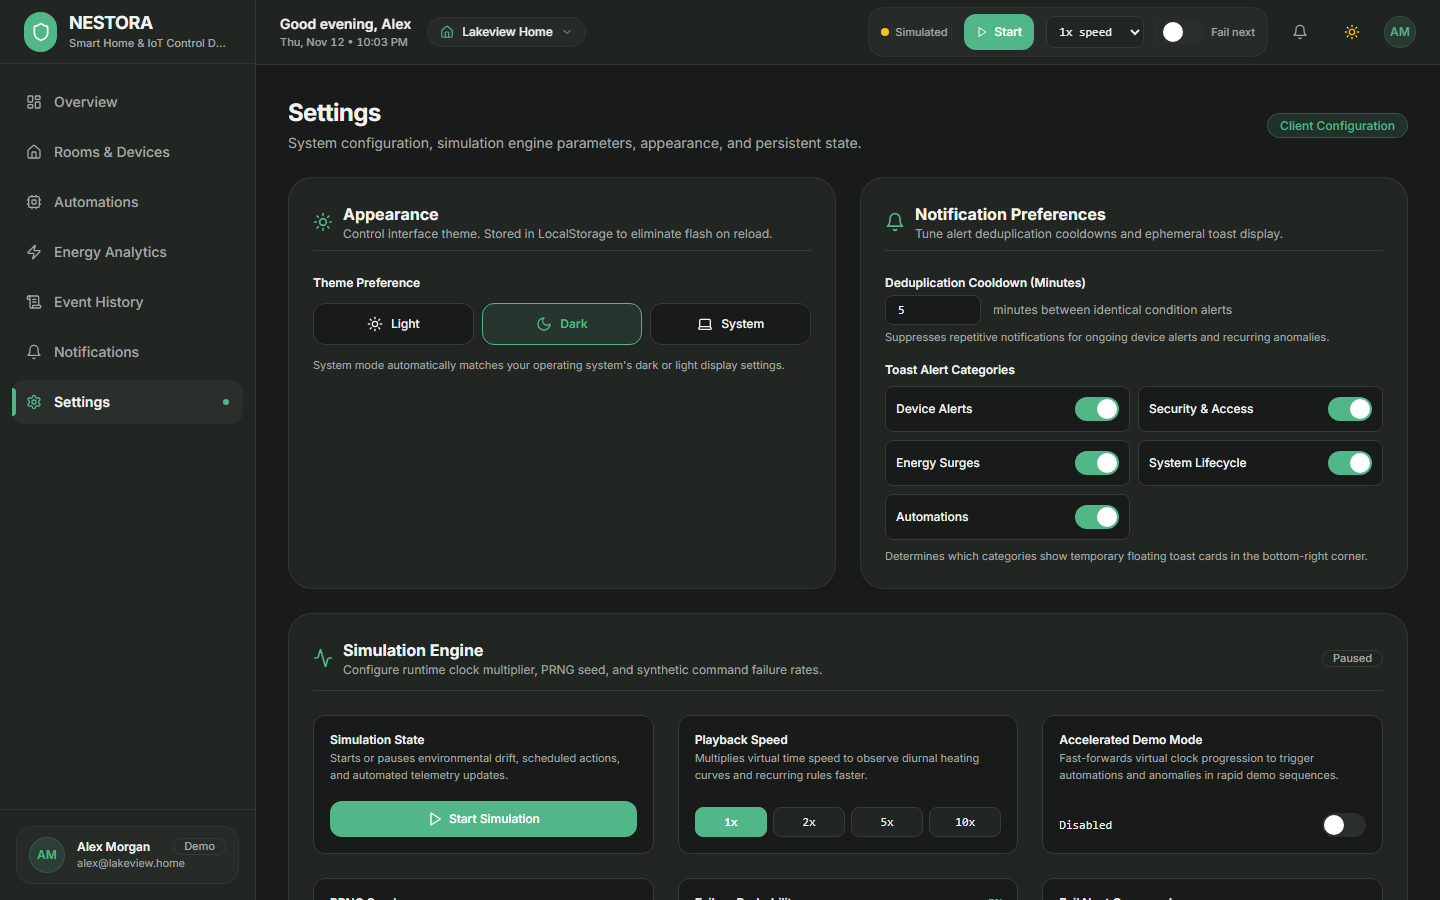 NESTORA
Smart Home & IoT Control D...
Good evening, Alex
Thu, Nov 12 • 10:03 PM
Lakeview Home
Simulated
Start
1x speed
Fail next
AM
Overview
Rooms & Devices
Automations
Energy Analytics
Event History
Notifications
Settings
AM
Alex Morgan
Demo
alex@lakeview.home
Settings
System configuration, simulation engine parameters, appearance, and persistent state.
Client Configuration
Appearance
Control interface theme. Stored in LocalStorage to eliminate flash on reload.
Theme Preference
Light
Dark
System
System mode automatically matches your operating system's dark or light display settings.
Notification Preferences
Tune alert deduplication cooldowns and ephemeral toast display.
Deduplication Cooldown (Minutes)
5
minutes between identical condition alerts
Suppresses repetitive notifications for ongoing device alerts and recurring anomalies.
Toast Alert Categories
Device Alerts
Security & Access
Energy Surges
System Lifecycle
Automations
Determines which categories show temporary floating toast cards in the bottom-right corner.
Simulation Engine
Configure runtime clock multiplier, PRNG seed, and synthetic command failure rates.
Paused
Simulation State
Starts or pauses environmental drift, scheduled actions,
and automated telemetry updates.
Start Simulation
Playback Speed
Multiplies virtual time speed to observe diurnal heating
curves and recurring rules faster.
1x
2x
5x
10x
Accelerated Demo Mode
Fast-forwards virtual clock progression to trigger
automations and anomalies in rapid demo sequences.
Disabled